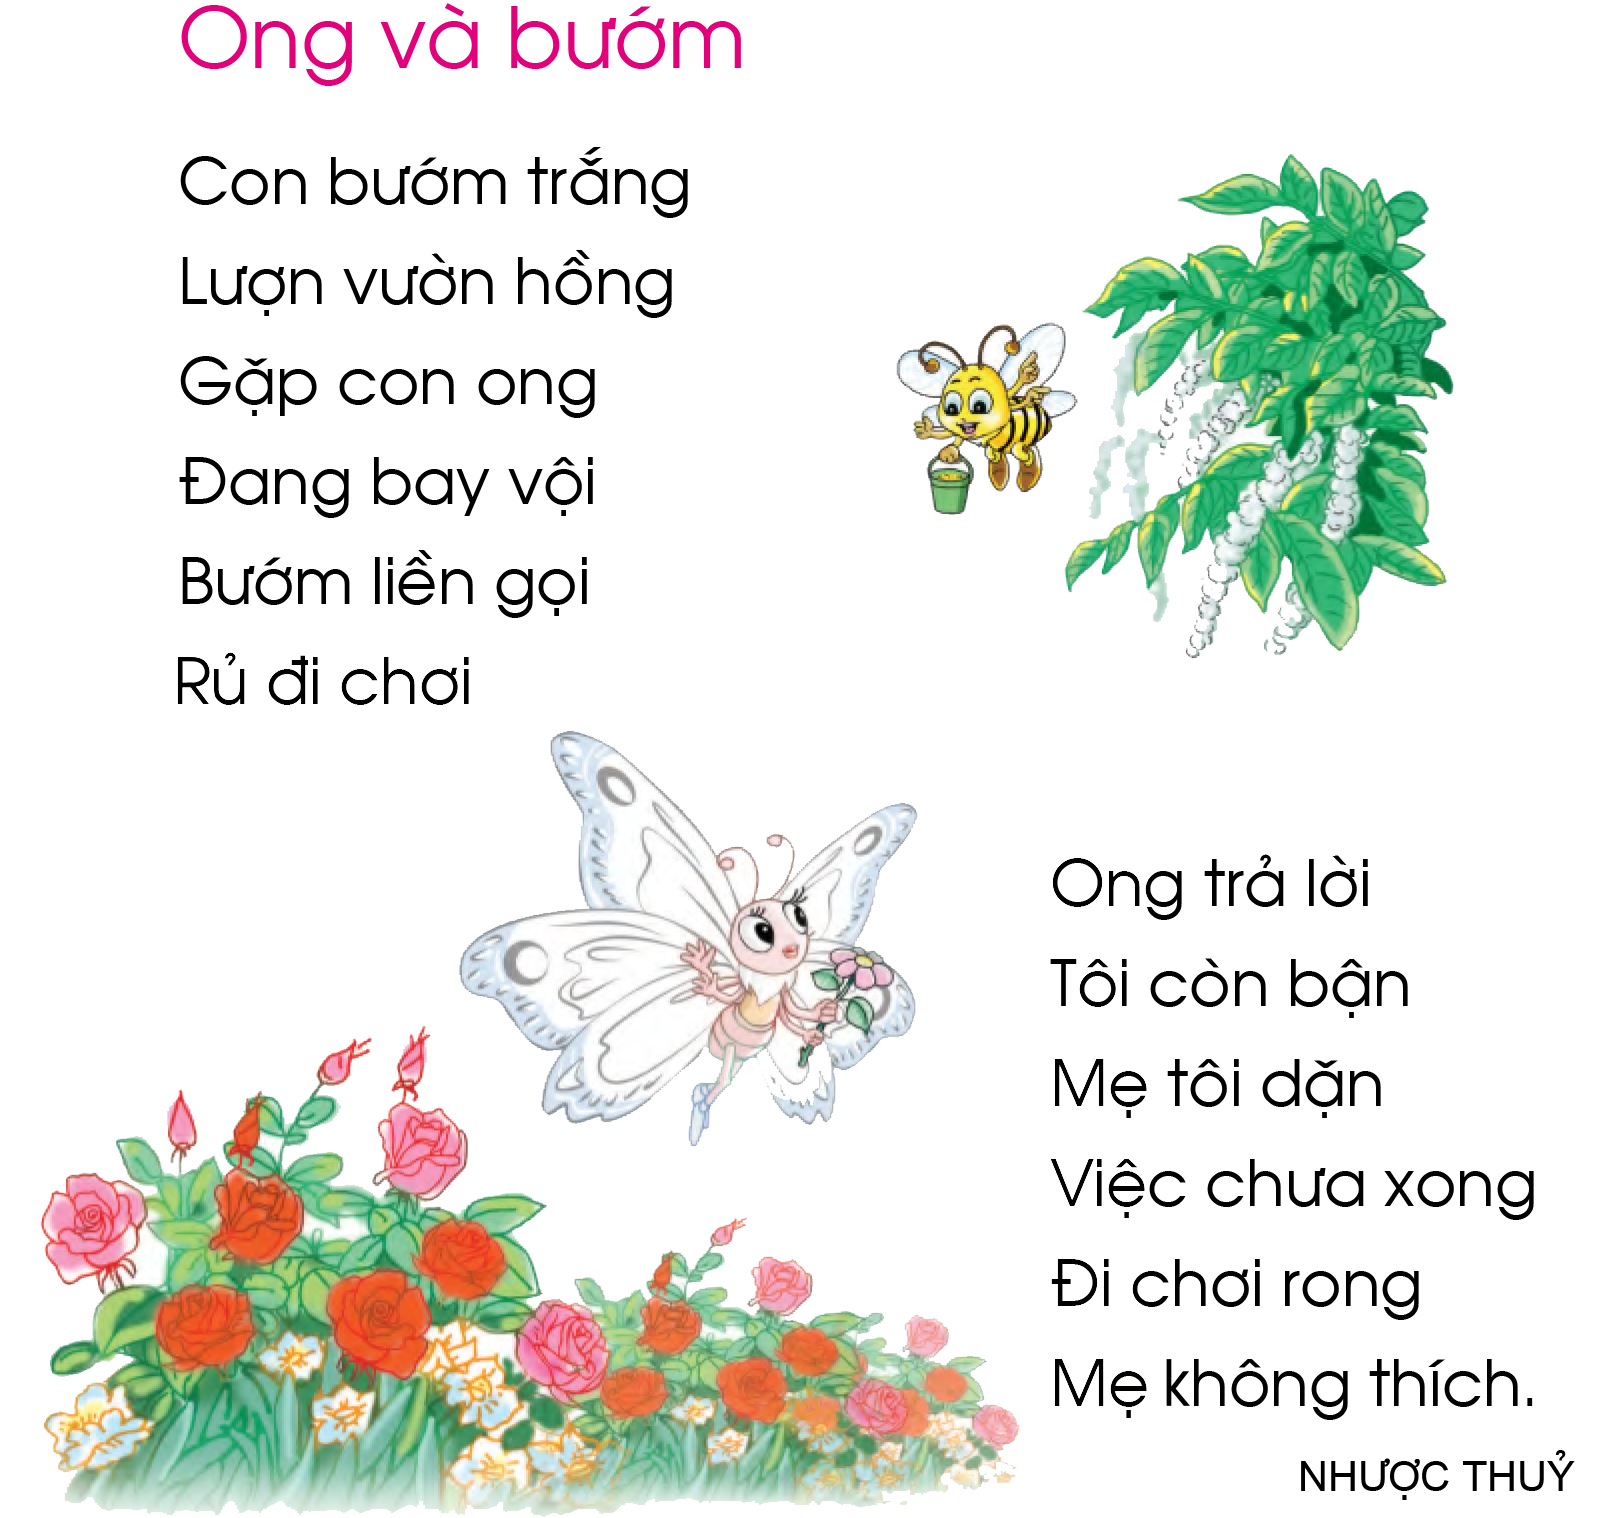 Ong và bướm
Con bướm trắng
Lượn vườn hồng
Gặp con ong
Đang bay vội
Bướm liền gọi
Rủ đi chơi
Ong trả lời
Tôi còn bận
Mẹ tôi dặn
Việc chưa xong
Đi chơi rong
Mẹ không thích.
NHƯỢC THUỶ